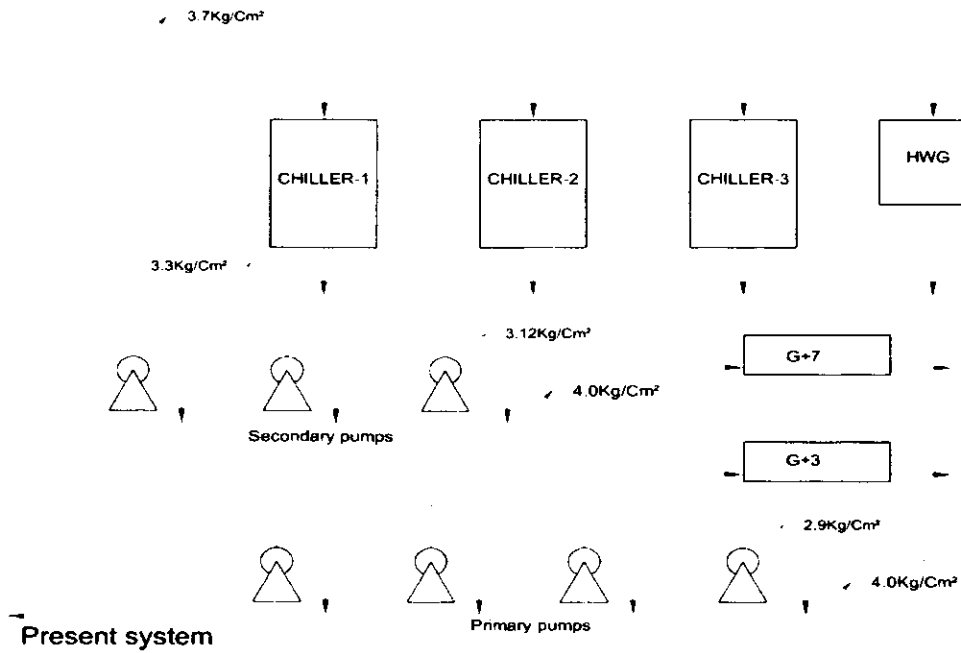 3.7Kg/Cm²
CHILLER-1
CHILLER-2
CHILLER-3
HWG
3.3Kg/Cm²
3.12Kg/Cm²
G+7
4.0Kg/Cm²
Secondary pumps
G+3
2.9Kg/Cm²
4.0Kg/Cm²
Primary pumps
Present system